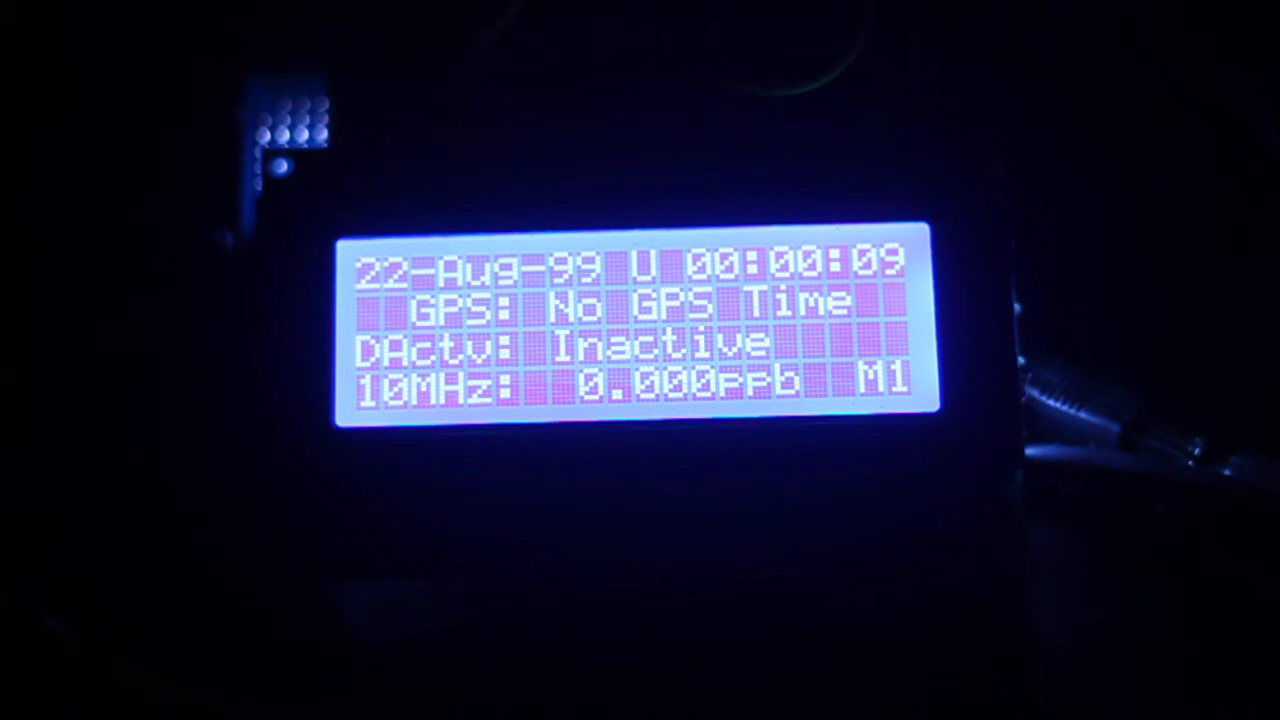 22-Aug-99 U 00:00:09
GPS: No GPS Time
DActv: Inactive
10MHz: 0.000ppb M1